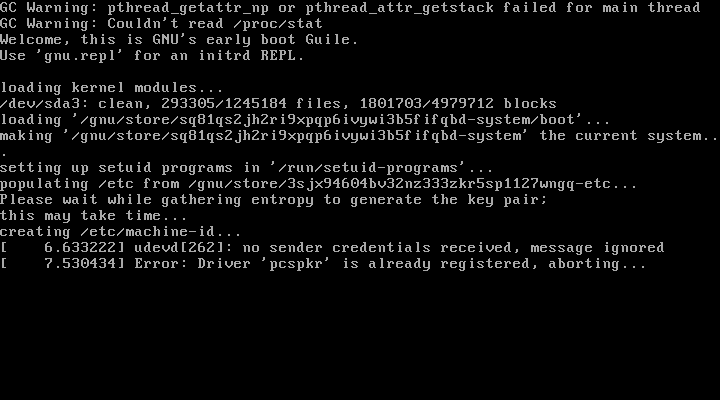 GC Warning: pthread_getattr_np or pthread_attr_getstack failed for main thread
GC Warning: Couldn't read /proc/stat
Welcome, this is GNU's early boot Guile.
Use 'gnu.repl' for an initrd REPL.

loading kernel modules...
/dev/sda3: clean, 293305/1245184 files, 1801703/4979712 blocks
loading '/gnu/store/sq81qs2jh2ri9xpqp6ivywi3b5fifqbd-system/boot'...
making '/gnu/store/sq81qs2jh2ri9xpqp6ivywi3b5fifqbd-system' the current system..
.
setting up setuid programs in '/run/setuid-programs'...
populating /etc from /gnu/store/3sjx94604bv32nz333zkr5sp1127wngq-etc...
Please wait while gathering entropy to generate the key pair;
this may take time...
creating /etc/machine-id...
[    6.633222] udevd[262]: no sender credentials received, message ignored
[    7.530434] Error: Driver 'pcspkr' is already registered, aborting...